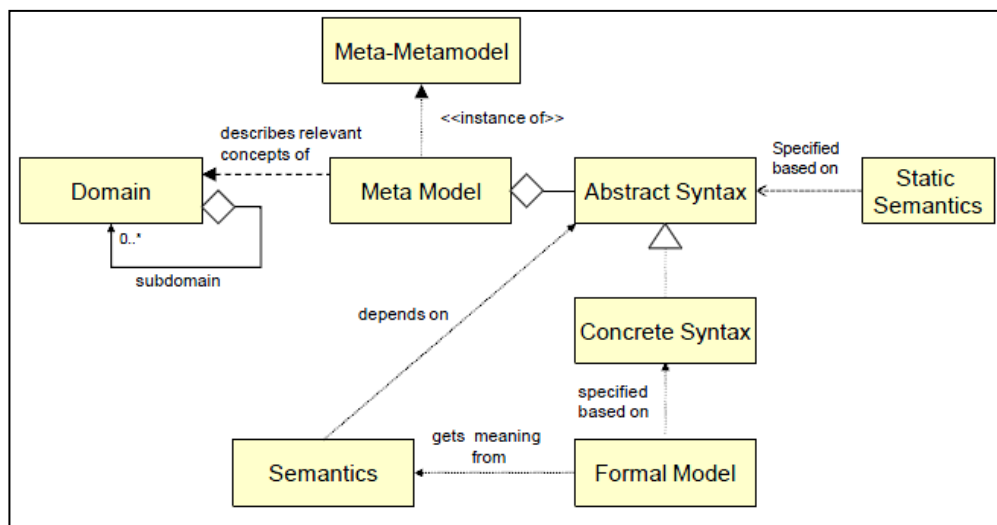 Meta-Metamodel
<<instance of>>
describes relevant
concepts of
Domain
Meta Model
Abstract Syntax
Specified
based on
Static
Semantics
0..*
subdomain
depends on
Concrete Syntax
specified
based on
gets meaning
from
Semantics
Formal Model